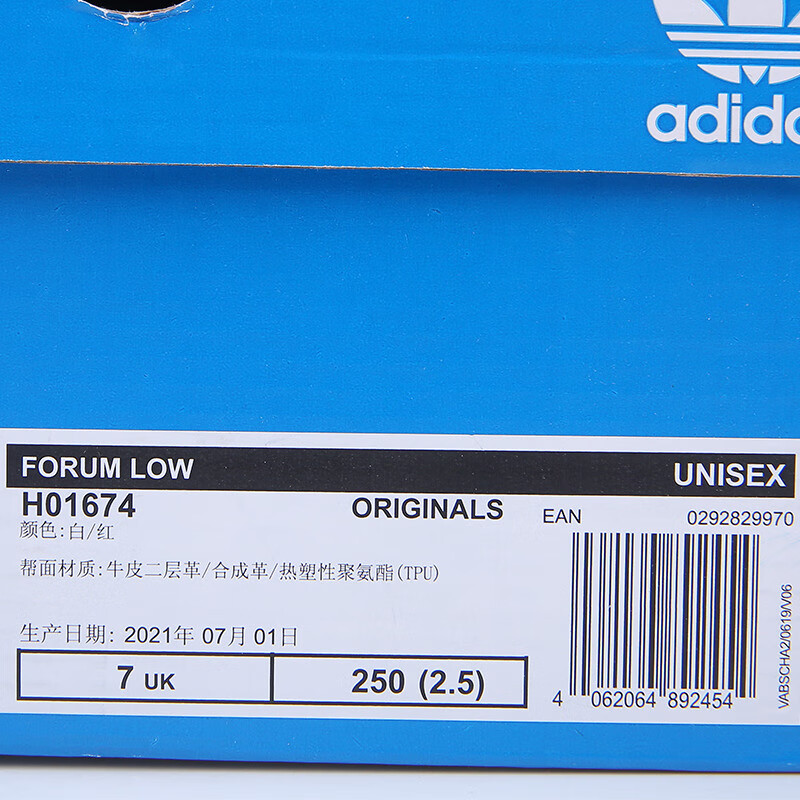 adidas
FORUM LOW
UNISEX
H01674
ORIGINALS
EAN
0292829970
颜色:白/红
帮面材质:牛皮二层革/合成革/热塑性聚氨酯(TPU)
生产日期: 2021年 07月 01日
7 UK
250 (2.5)
4 062064 892454
VABSCHA2/0619/V06